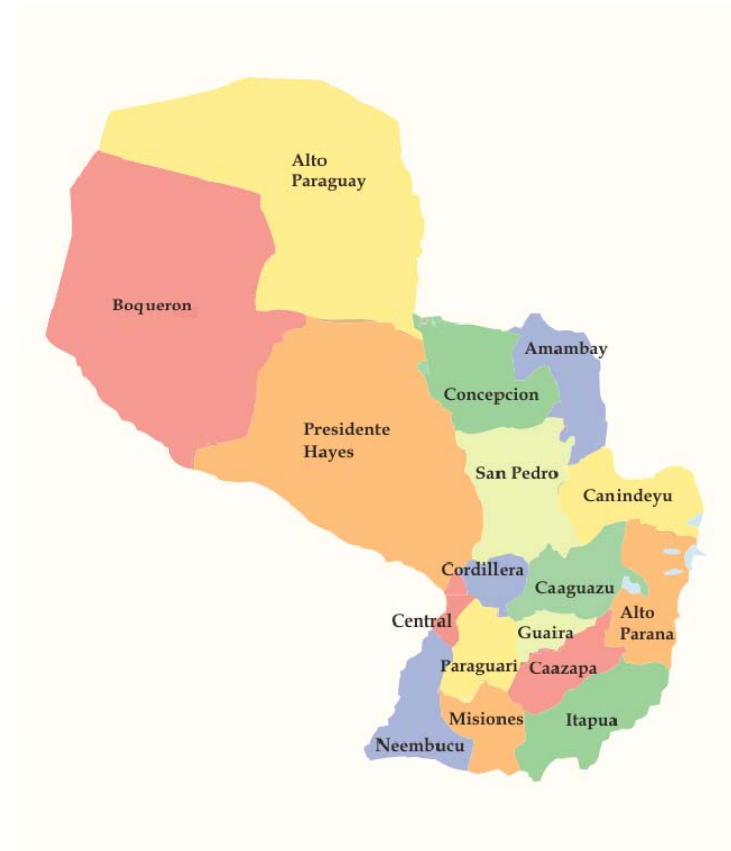 Alto
Paraguay
Boqueron
Amambay
Concepcion
Presidente
Hayes
San Pedro
Canindeyu
Cordillera
Caaguazu
Central
Guaira
Alto
Parana
Paraguari
Caazapa
Misiones
Itapua
Neembucu